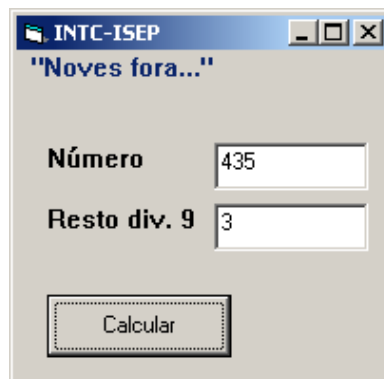 INTC-ISEP
"Noves fora..."
Número 435
Resto div. 9 3
Calcular